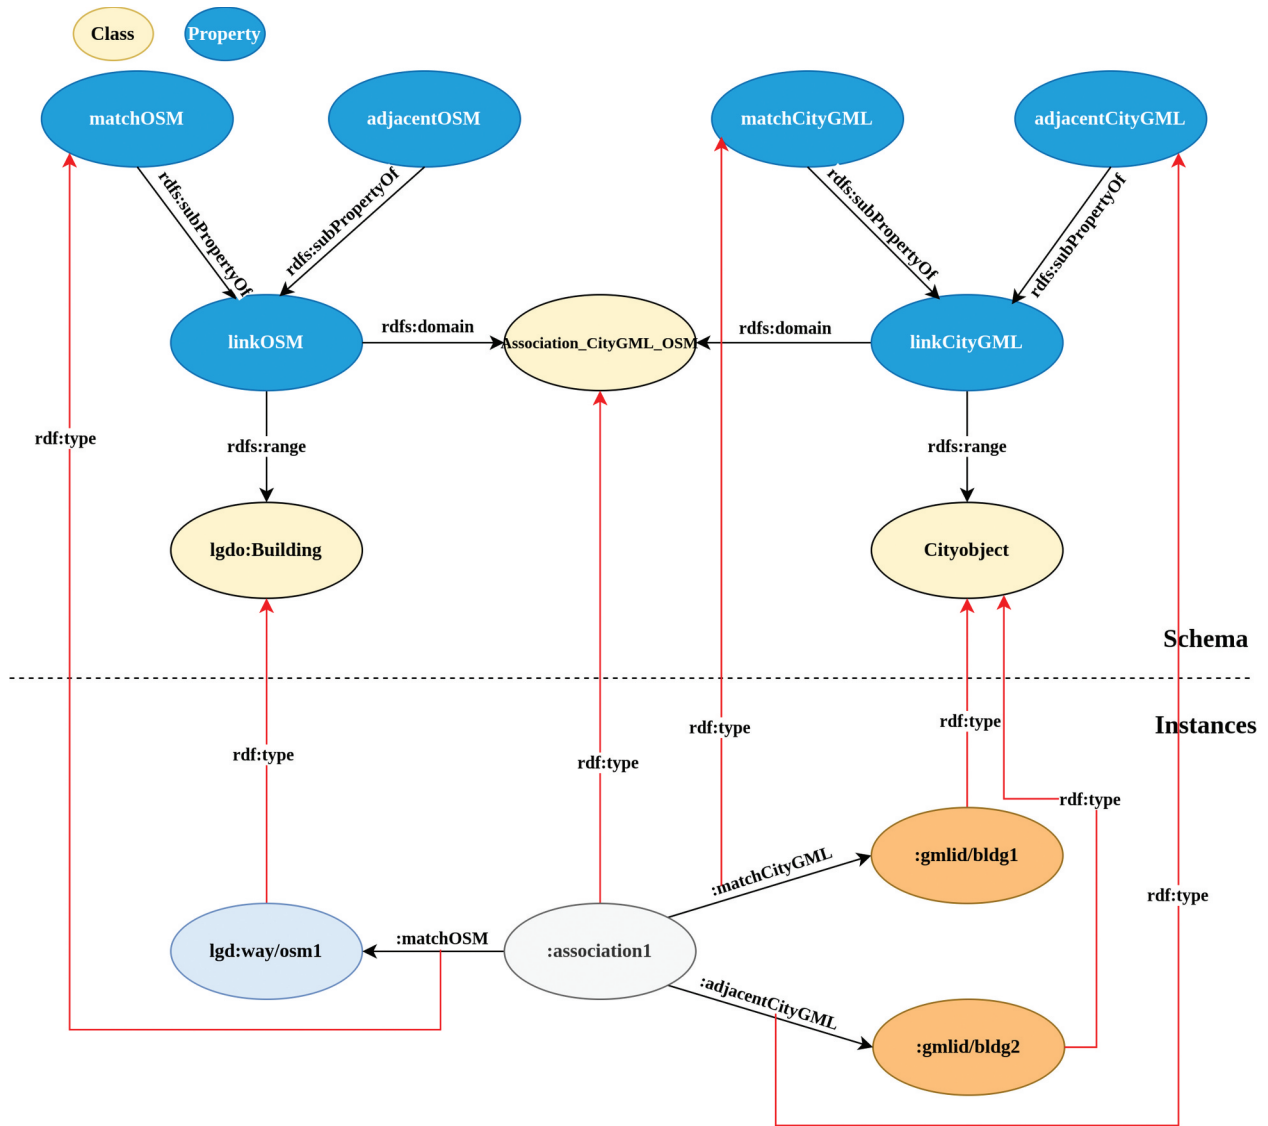 Class
Property
matchOSM
adjacentOSM
matchCityGML
adjacentCityGML
rdfs:subPropertyOf
rdfs:subPropertyOf
rdfs:subPropertyOf
rdfs:subPropertyOf
linkOSM
rdfs:domain
Association_CityGML_OSM
rdfs:domain
linkCityGML
rdf:type
rdfs:range
rdfs:range
lgdo:Building
Cityobject
Schema
Instances
rdf:type
rdf:type
rdf:type
rdf:type
rdf:type
:matchCityGML
:gmlid/bldg1
rdf:type
lgd:way/osm1
:matchOSM
:association1
:adjacentCityGML
:gmlid/bldg2